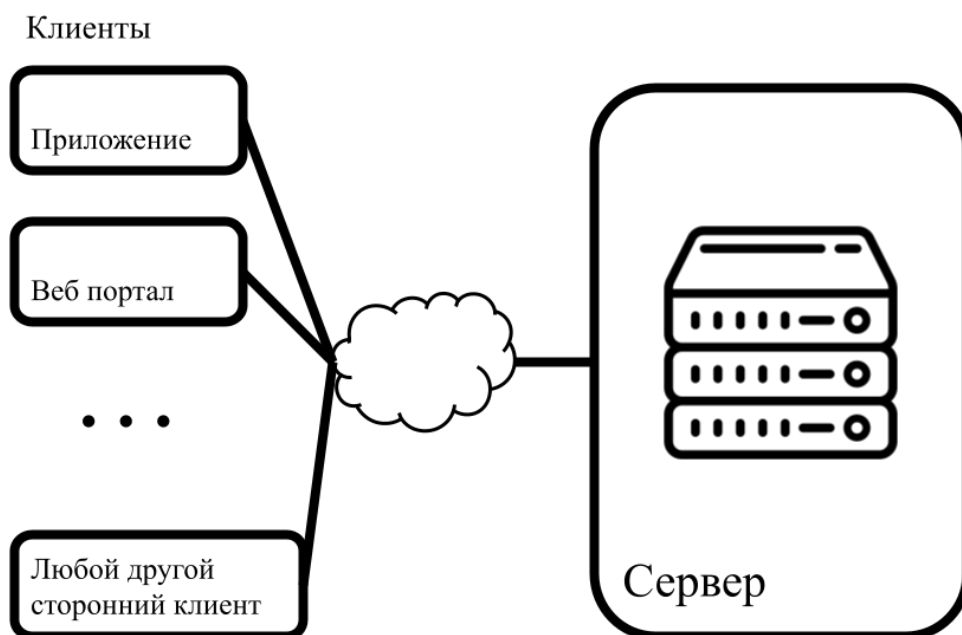 Клиенты
Приложение
Веб портал
• • •
Любой другой
сторонний клиент
Сервер